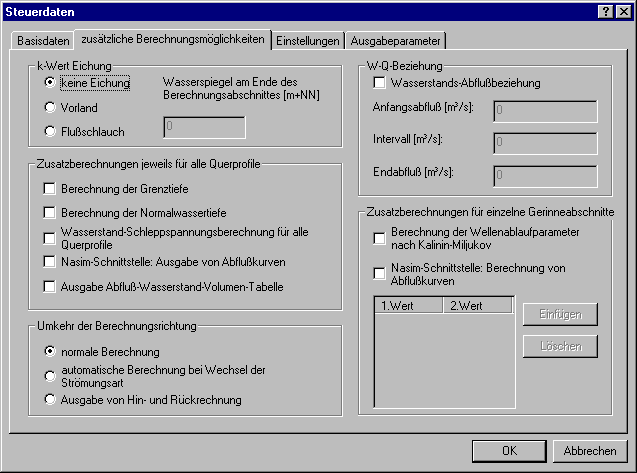 Steuerdaten
Basisdaten
zusätzliche Berechnungsmöglichkeiten
Einstellungen
Ausgabeparameter
k-Wert Eichung
keine Eichung
Vorland
Flußschlauch
Wasserspiegel am Ende des
Berechnungsabschnittes [m+NN]
0
Zusatzberechnungen jeweils für alle Querprofile
Berechnung der Grenztiefe
Berechnung der Normalwassertiefe
Wasserstand-Schleppspannungsberechnung für alle
Querprofile
Nasim-Schnittstelle: Ausgabe von Abflußkurven
Ausgabe Abfluß-Wasserstand-Volumen-Tabelle
Umkehr der Berechnungsrichtung
normale Berechnung
automatische Berechnung bei Wechsel der
Strömungsart
Ausgabe von Hin- und Rückrechnung
W-Q-Beziehung
Wasserstands-Abflußbeziehung
Anfangsabfluß [m³/s]:
0
Intervall [m³/s]:
0
Endabfluß [m³/s]:
0
Zusatzberechnungen für einzelne Gerinneabschnitte
Berechnung der Wellenablaufparameter
nach Kalinin-Miljukov
Nasim-Schnittstelle: Berechnung von
Abflußkurven
1.Wert
2.Wert
Einfügen
Löschen
OK
Abbrechen